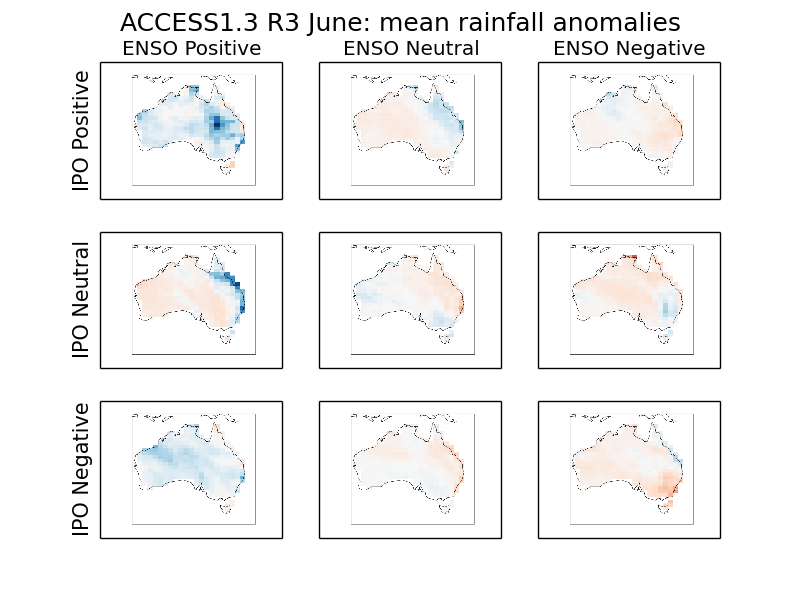 ACCESS1.3 R3 June: mean rainfall anomalies
ENSO Positive
ENSO Neutral
ENSO Negative
IPO Positive
IPO Neutral
IPO Negative